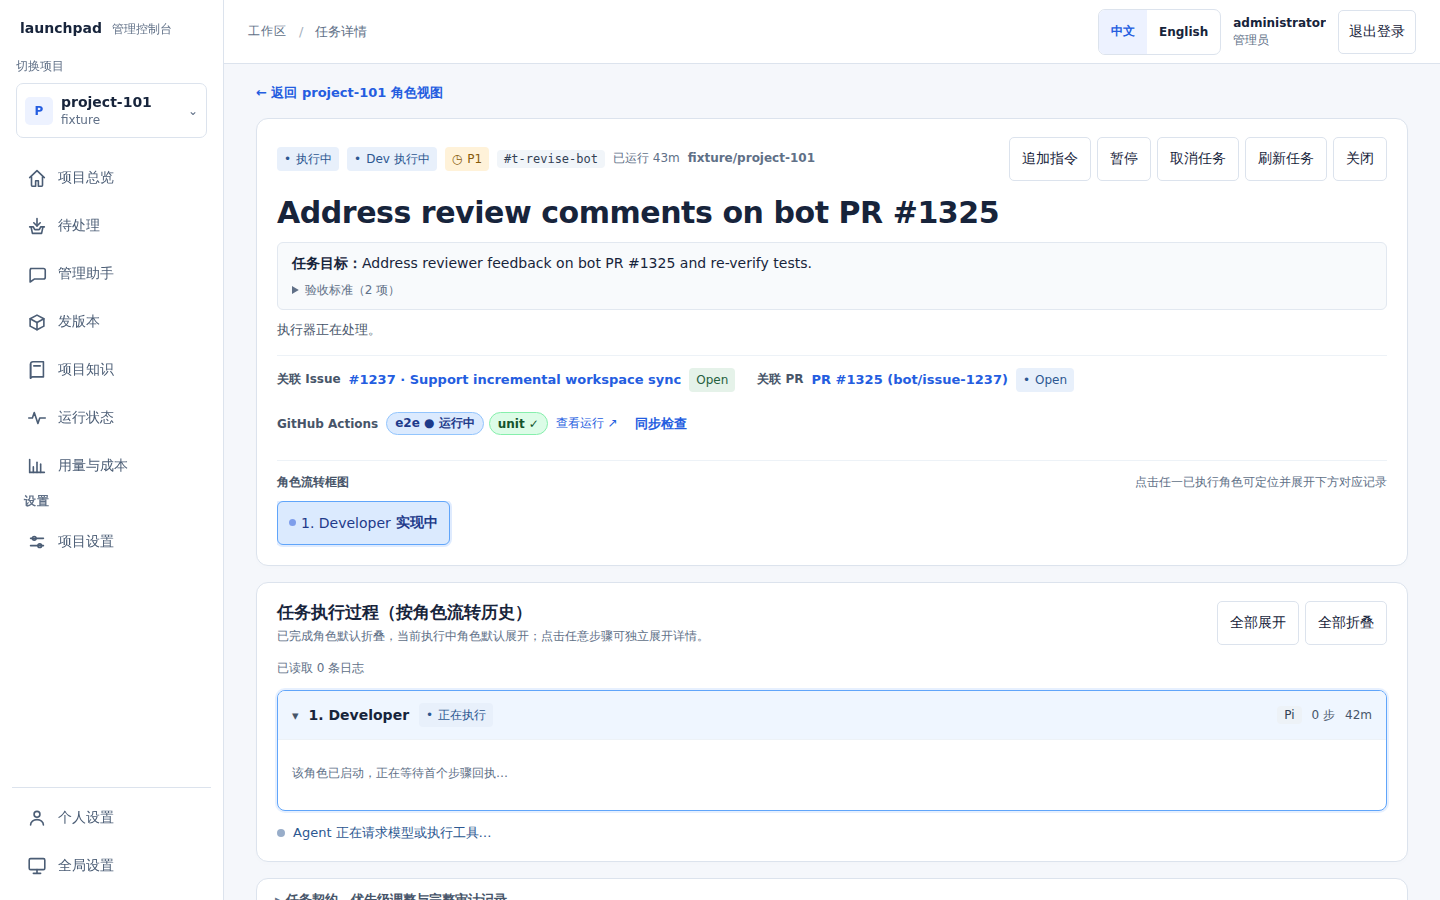 launchpad 管理控制台
切换项目
P project-101
fixture
项目总览
待处理
管理助手
发版本
项目知识
运行状态
用量与成本
设置
项目设置
个人设置
全局设置
工作区 / 任务详情
中文 English
administrator
管理员
退出登录
← 返回 project-101 角色视图
• 执行中 • Dev 执行中 ◷ P1 #t-revise-bot 已运行 43m fixture/project-101
追加指令 暂停 取消任务 刷新任务 关闭
Address review comments on bot PR #1325
任务目标：Address reviewer feedback on bot PR #1325 and re-verify tests.
▶ 验收标准（2 项）
执行器正在处理。
关联 Issue #1237 · Support incremental workspace sync Open 关联 PR PR #1325 (bot/issue-1237) • Open
GitHub Actions e2e ● 运行中 unit ✓ 查看运行 ↗ 同步检查
角色流转框图 点击任一已执行角色可定位并展开下方对应记录
1. Developer 实现中
任务执行过程（按角色流转历史）
已完成角色默认折叠，当前执行中角色默认展开；点击任意步骤可独立展开详情。
全部展开 全部折叠
已读取 0 条日志
▾ 1. Developer • 正在执行 Pi 0 步 42m
该角色已启动，正在等待首个步骤回执…
Agent 正在请求模型或执行工具…
▸ 任务契约、优先级调整与完整审计记录